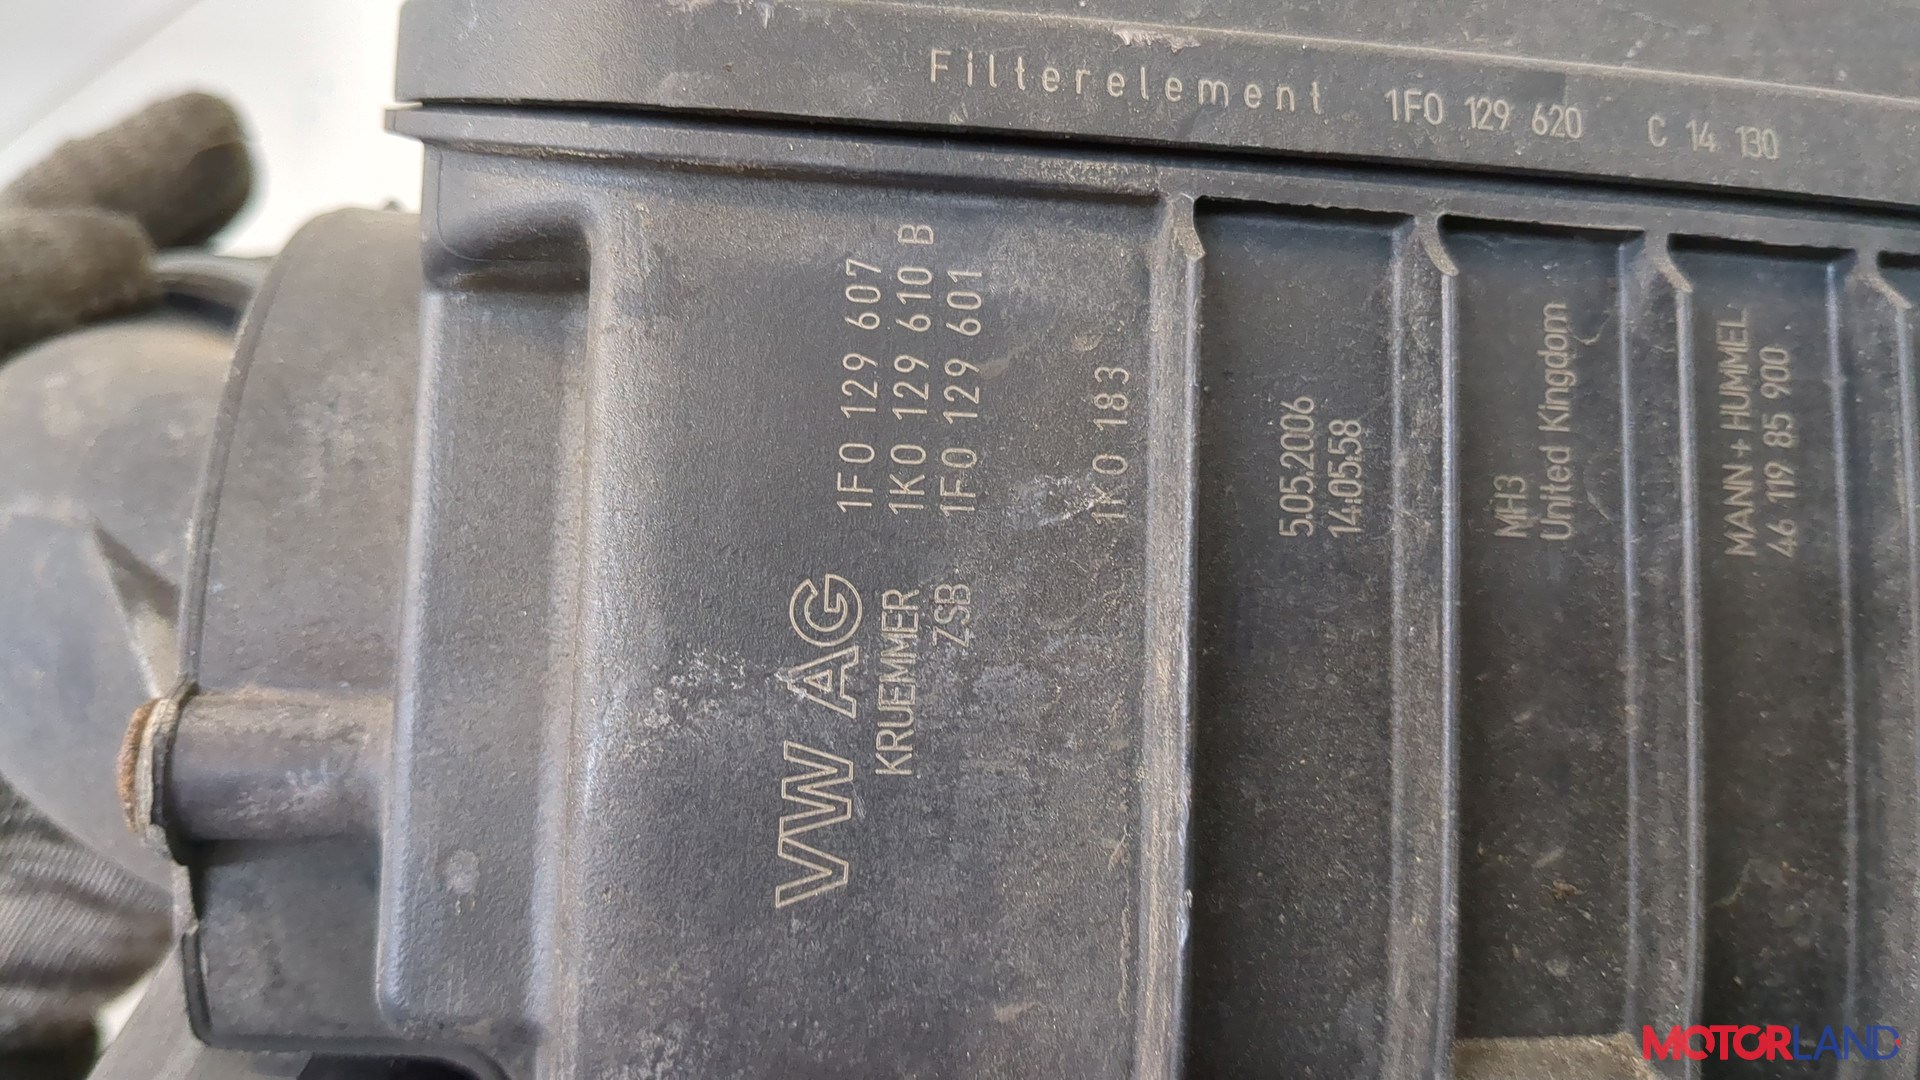 Filterelement 1F0 129 620 C 14 130
VW AG 1F0 129 607
KRUEMMER 1K0 129 610 B
ZSB 1F0 129 601
1K0 183
5.05.2006
14:05:58
MH3
United Kingdom
MANN + HUMMEL
46 119 85 900
MOTORLAND